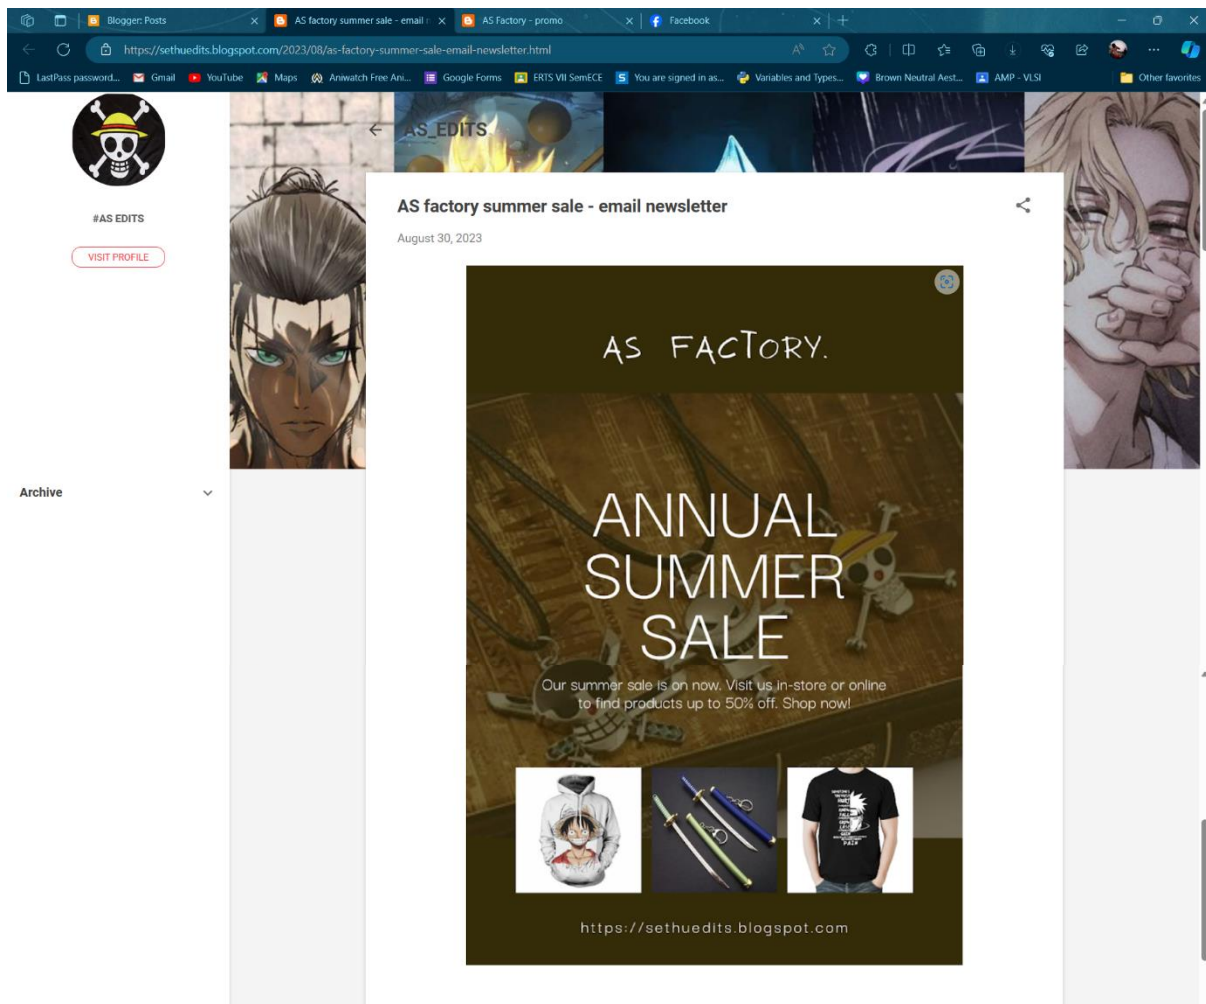 Blogger: Posts
AS factory summer sale - email n
AS Factory - promo
Facebook
https://sethuedits.blogspot.com/2023/08/as-factory-summer-sale-email-newsletter.html
LastPass password...
Gmail
YouTube
Maps
Aniwatch Free Ani...
Google Forms
ERTS VII SemECE
You are signed in as...
Variables and Types...
Brown Neutral Aest...
AMP - VLSI
Other favorites
AS_EDITS
#AS EDITS
VISIT PROFILE
Archive
AS factory summer sale - email newsletter
August 30, 2023
AS FACTORY.
ANNUAL
SUMMER
SALE
Our summer sale is on now. Visit us in-store or online
to find products up to 50% off. Shop now!
HURT
PAIN
https://sethuedits.blogspot.com